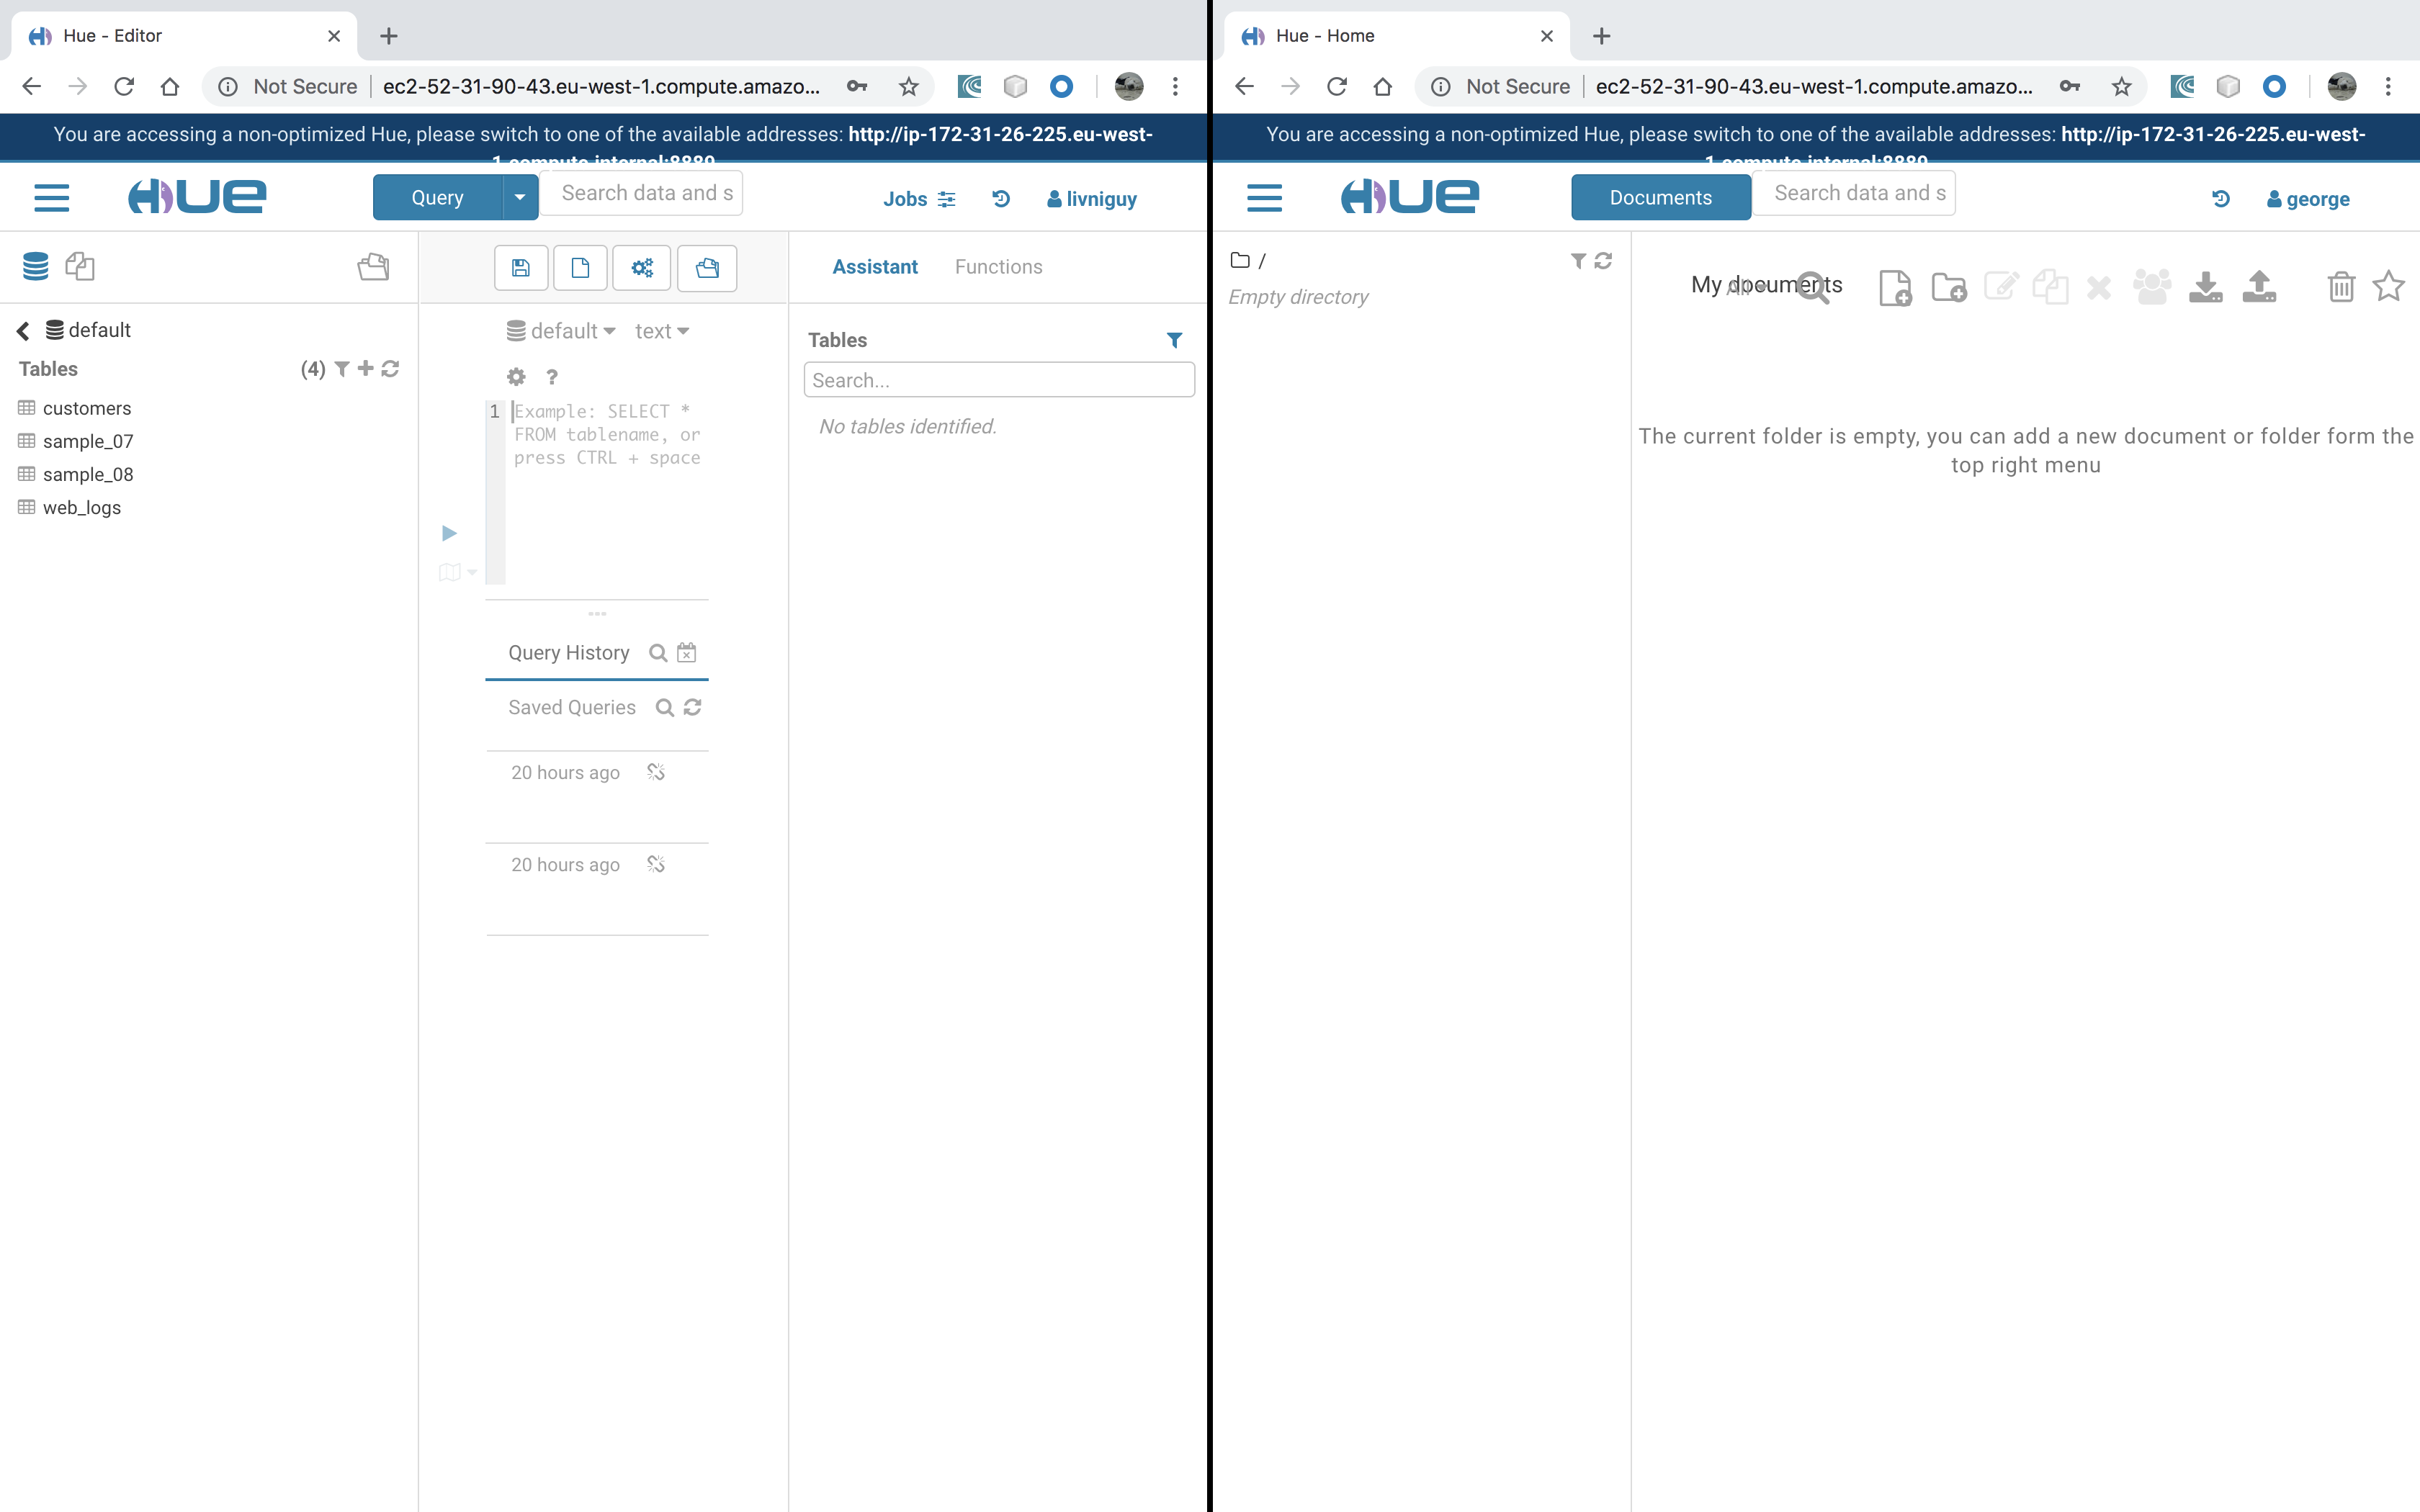 Hue - Editor
Not Secure | ec2-52-31-90-43.eu-west-1.compute.amazo...
You are accessing a non-optimized Hue, please switch to one of the available addresses: http://ip-172-31-26-225.eu-west-
1.compute.internal:8889
HUE
Query
Search data and s
Jobs
livniguy
default
Tables
(4)
customers
sample_07
sample_08
web_logs
default
text
?
1
Example: SELECT *
FROM tablename, or
press CTRL + space
Query History
Saved Queries
20 hours ago
20 hours ago
Assistant
Functions
Tables
Search...
No tables identified.
Hue - Home
Not Secure | ec2-52-31-90-43.eu-west-1.compute.amazo...
You are accessing a non-optimized Hue, please switch to one of the available addresses: http://ip-172-31-26-225.eu-west-
1.compute.internal:8889
HUE
Documents
Search data and s
george
/
Empty directory
My documents
All
The current folder is empty, you can add a new document or folder form the
top right menu